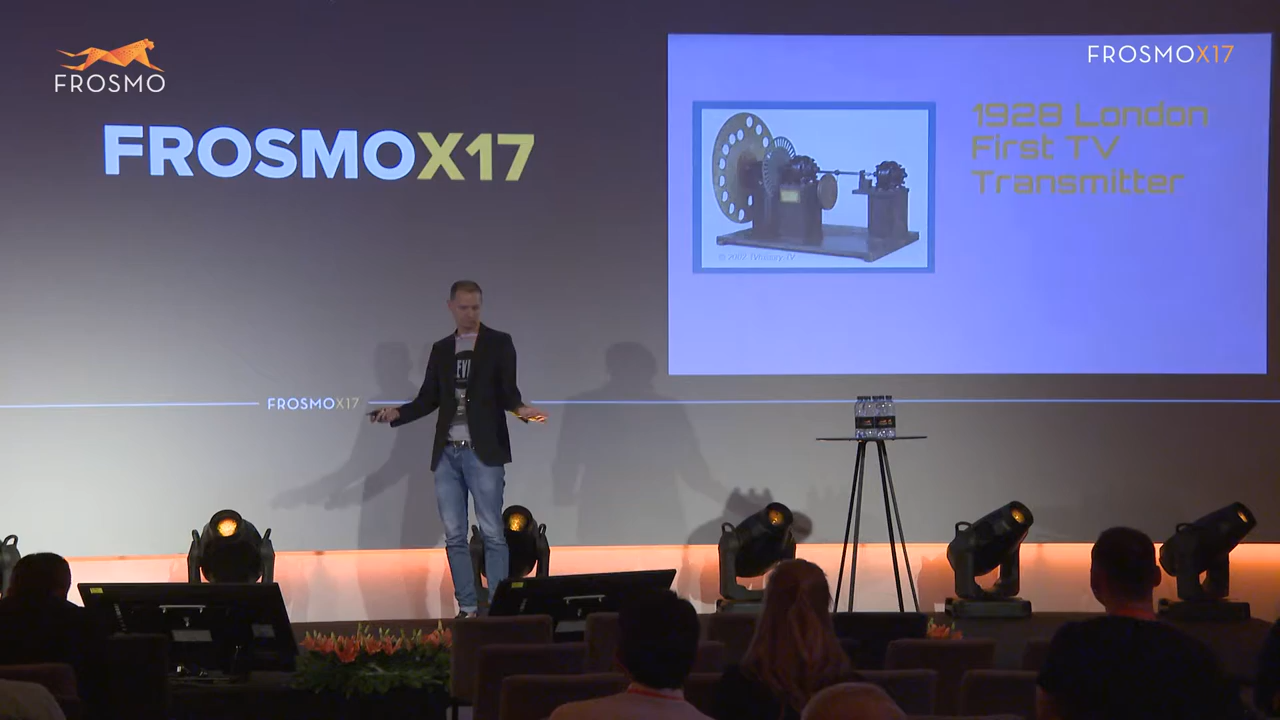 FROSMO
FROSMOX17
FROSMOX17
1928 London
First TV
Transmitter
FROSMOX17